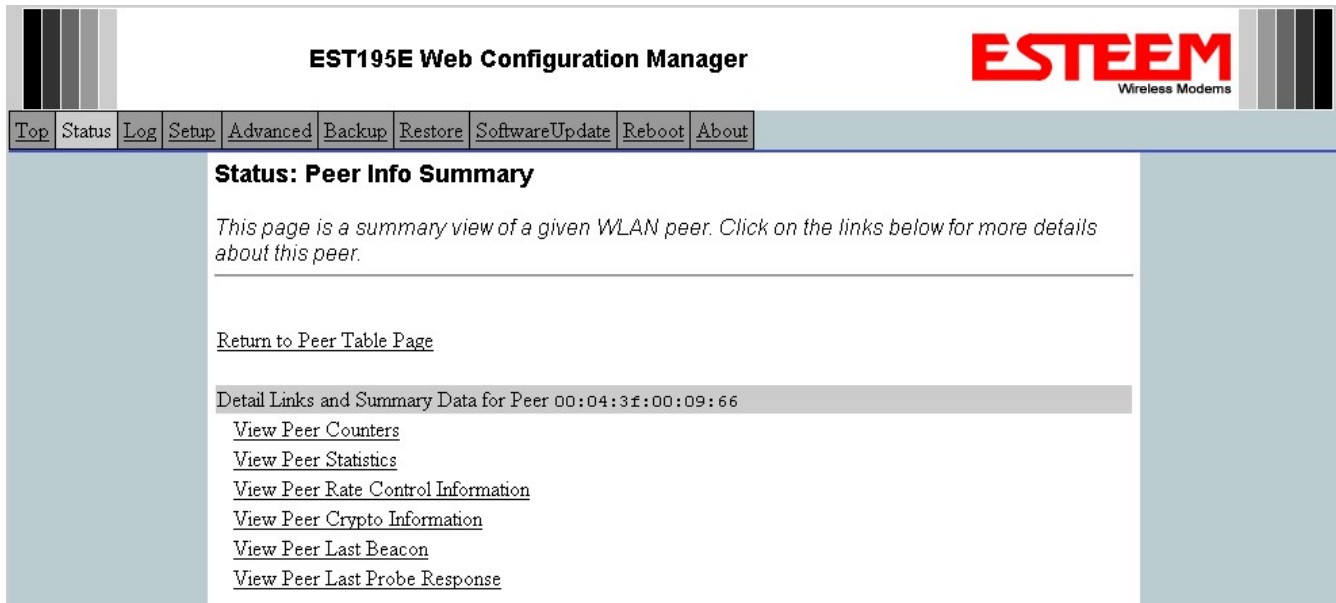 EST195E Web Configuration Manager
ESTEEM
Wireless Modems
Top Status Log Setup Advanced Backup Restore SoftwareUpdate Reboot About
Status: Peer Info Summary
This page is a summary view of a given WLAN peer. Click on the links below for more details
about this peer.
Return to Peer Table Page
Detail Links and Summary Data for Peer 00:04:3f:00:09:66
View Peer Counters
View Peer Statistics
View Peer Rate Control Information
View Peer Crypto Information
View Peer Last Beacon
View Peer Last Probe Response